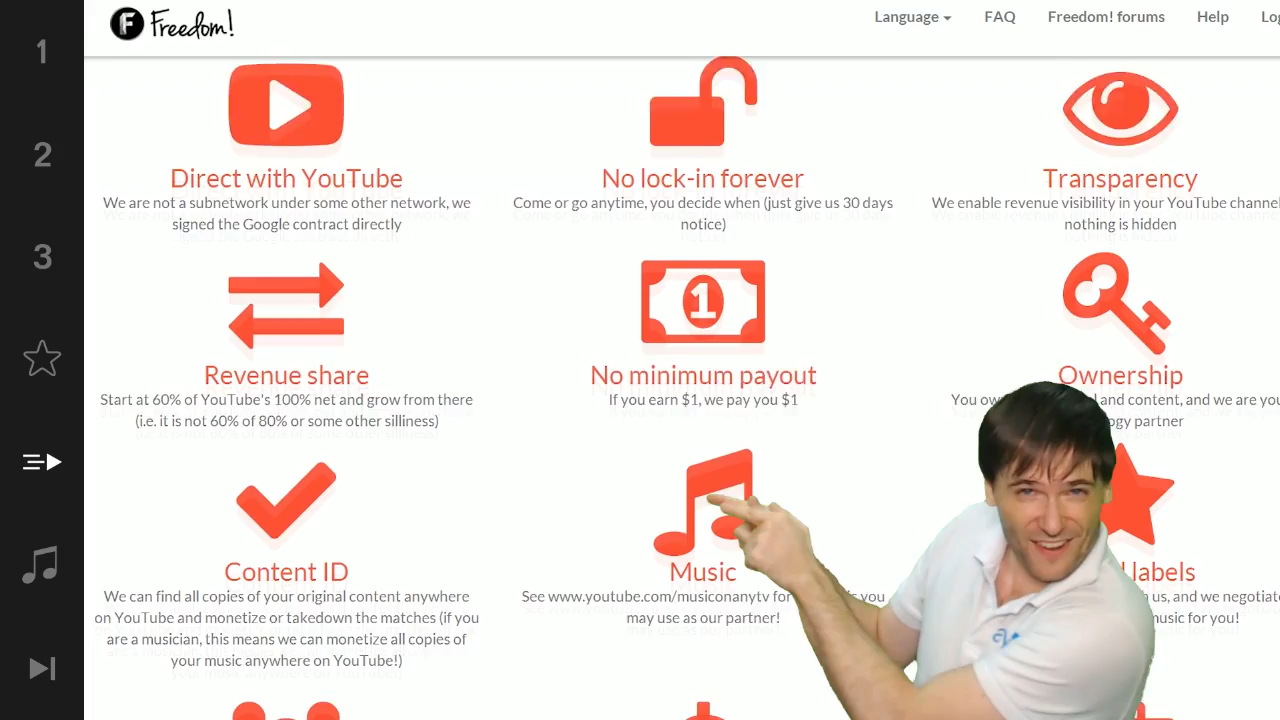 1
2
3
F Freedom!
Language
FAQ
Freedom! forums
Help
Direct with YouTube
We are not a subnetwork under some other network, we
signed the Google contract directly
No lock-in forever
Come or go anytime, you decide when (just give us 30 days
notice)
Transparency
We enable revenue visibility in your YouTube channel
nothing is hidden
Revenue share
Start at 60% of YouTube's 100% net and grow from there
(i.e. it is not 60% of 80% or some other silliness)
1
No minimum payout
If you earn $1, we pay you $1
Ownership
You and content, and we are
partner
Content ID
We can find all copies of your original content anywhere
on YouTube and monetize or takedown the matches (if you
are a musician, this means we can monetize all copies of
your music anywhere on YouTube!)
Music
See www.youtube.com/musiconanytv for you
may use as our partner!
labels
us, and we
music for you!